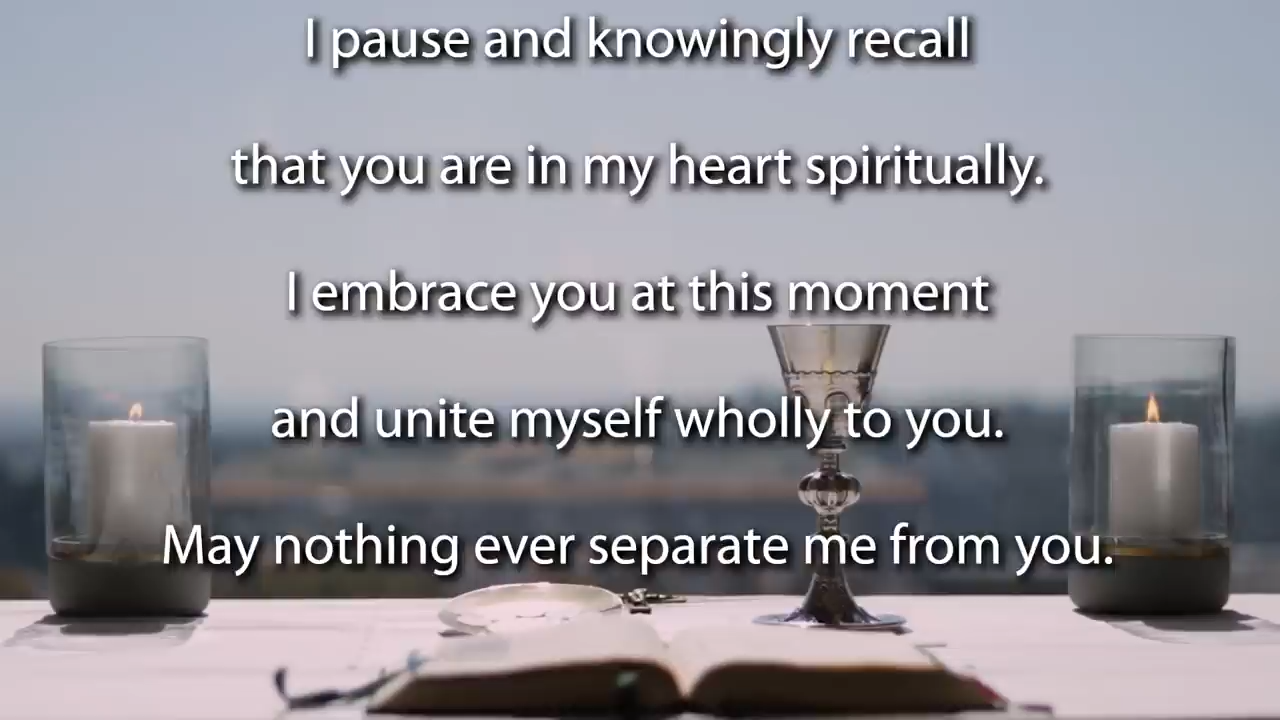 I pause and knowingly recall
that you are in my heart spiritually.
I embrace you at this moment
and unite myself wholly to you.
May nothing ever separate me from you.